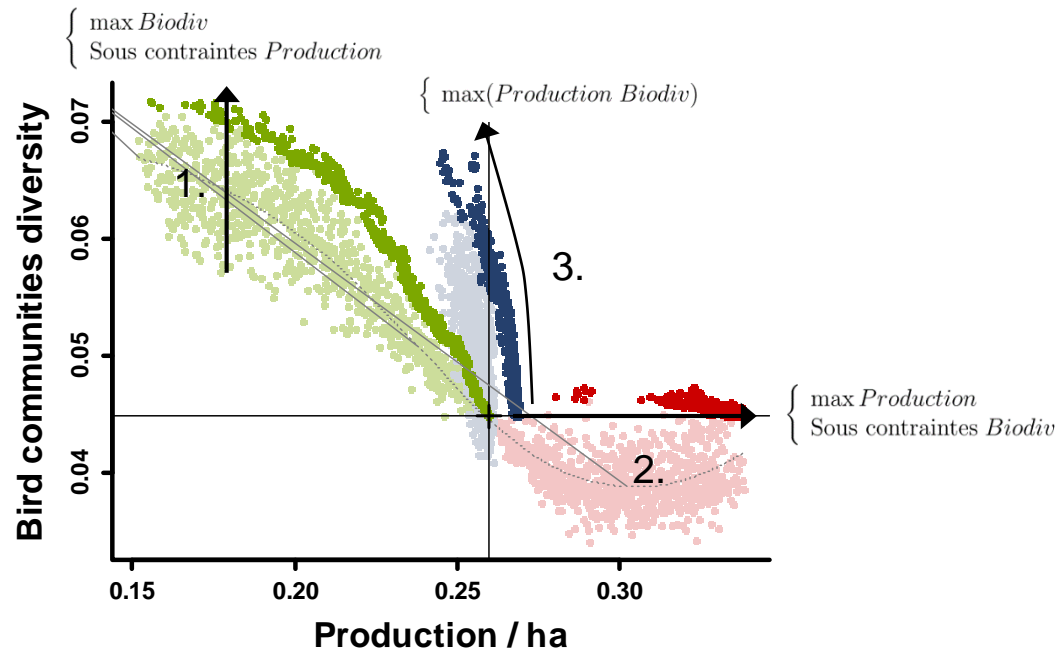 max Biodiv
Sous contraintes Production
max(Production Biodiv)
Bird communities diversity
0.07
0.06
0.05
0.04
1.
3.
2.
max Production
Sous contraintes Biodiv
0.15
0.20
0.25
0.30
Production / ha